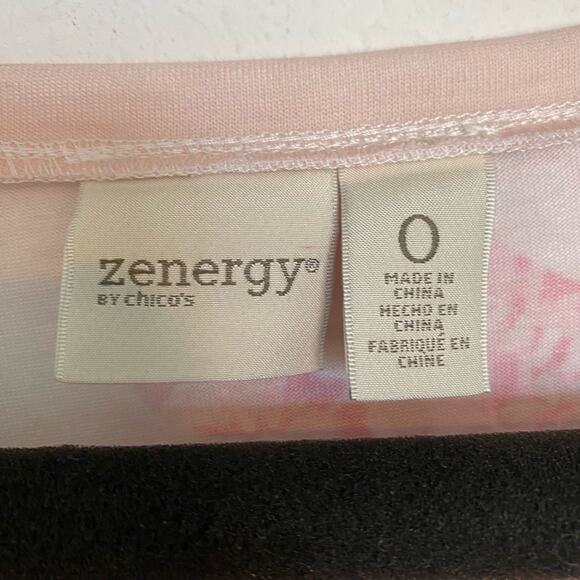 zenergy®
BY chico's
0
MADE IN
CHINA
HECHO EN
CHINA
FABRIQUÉ EN
CHINE